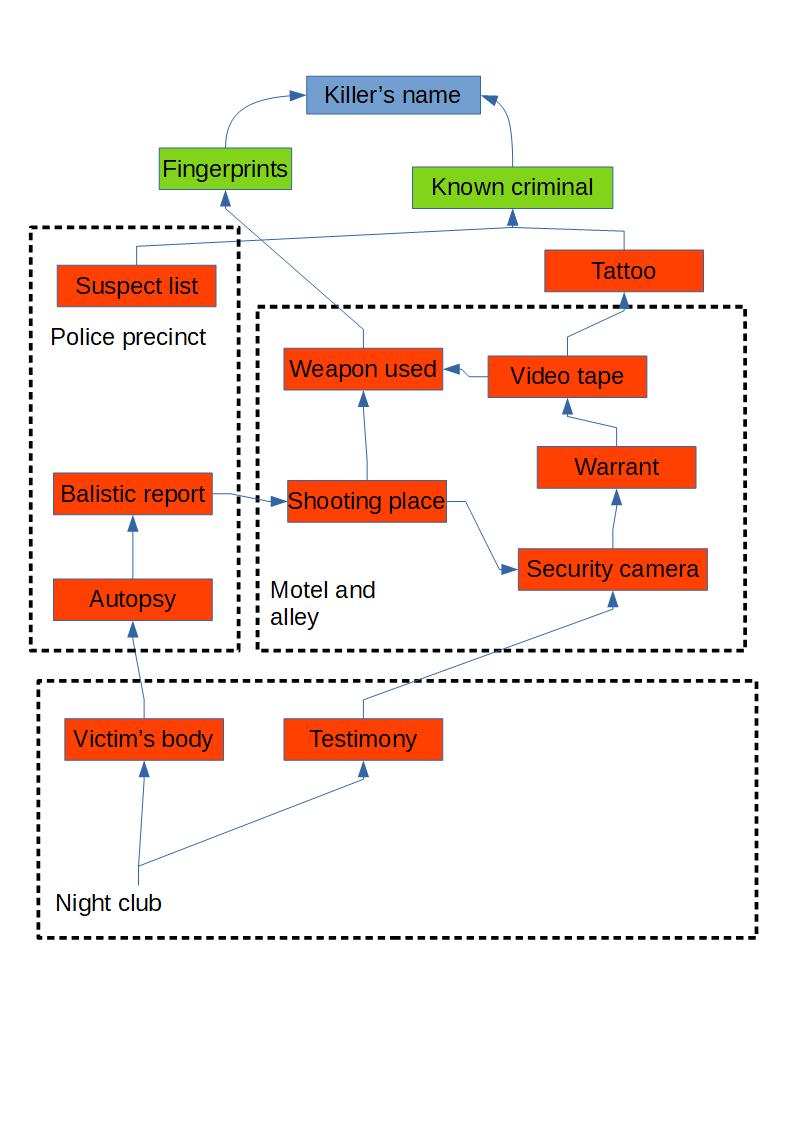 Killer's name
Fingerprints
Known criminal
Suspect list
Tattoo
Police precinct
Weapon used
Video tape
Warrant
Balistic report
Shooting place
Security camera
Autopsy
Motel and
alley
Victim's body
Testimony
Night club